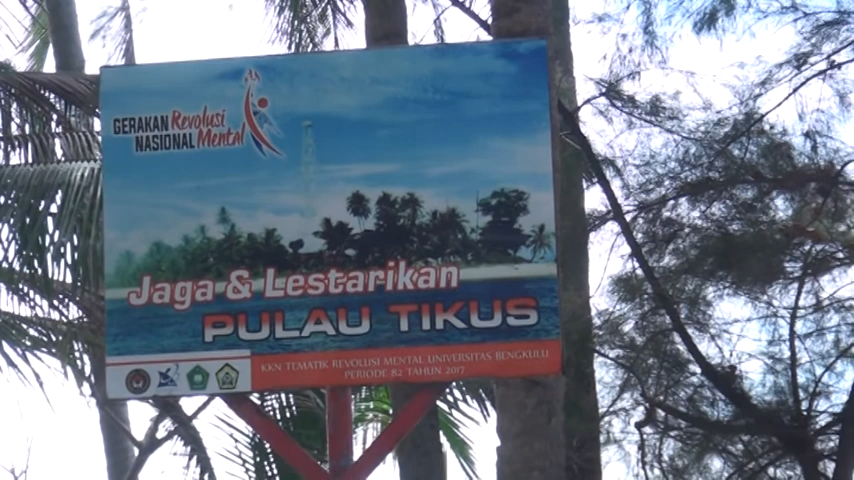 GERAKAN Revolusi
NASIONAL Mental
Jaga & Lestarikan
PULAU TIKUS
KKN TEMATIK REVOLUSI MENTAL UNIVERSITAS BENGKULU
PERIODE 82 TAHUN 2017